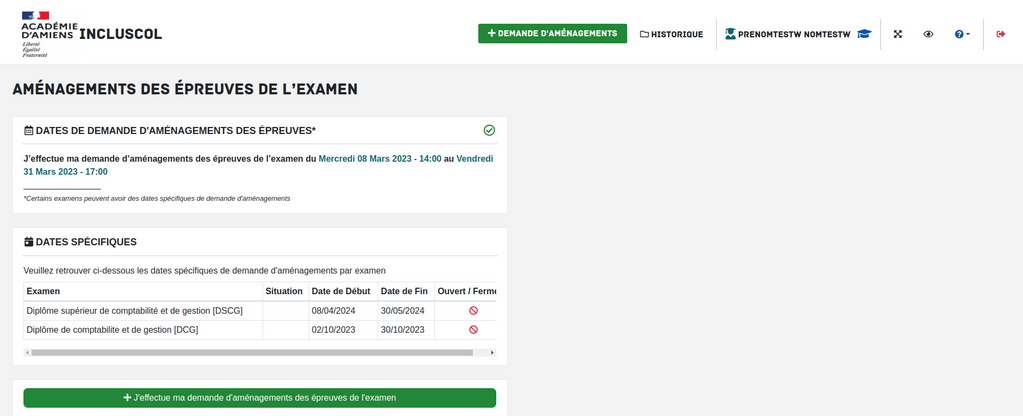 ACADÉMIE
D'AMIENS
Liberté
Égalité
Fraternité
INCLUSCOL
DEMANDE D'AMÉNAGEMENTS
HISTORIQUE
PRENOMTESTW NOMTESTW
AMÉNAGEMENTS DES ÉPREUVES DE L'EXAMEN
DATES DE DEMANDE D'AMÉNAGEMENTS DES ÉPREUVES*
J'effectue ma demande d'aménagements des épreuves de l'examen du Mercredi 08 Mars 2023 - 14:00 au Vendredi
31 Mars 2023 - 17:00
*Certains examens peuvent avoir des dates spécifiques de demande d'aménagements
DATES SPÉCIFIQUES
Veuillez retrouver ci-dessous les dates spécifiques de demande d'aménagements par examen
Examen Situation Date de Début Date de Fin Ouvert / Ferme
Diplôme supérieur de comptabilité et de gestion [DSCG] 08/04/2024 30/05/2024
Diplôme de comptabilite et de gestion [DCG] 02/10/2023 30/10/2023
J'effectue ma demande d'aménagements des épreuves de l'examen